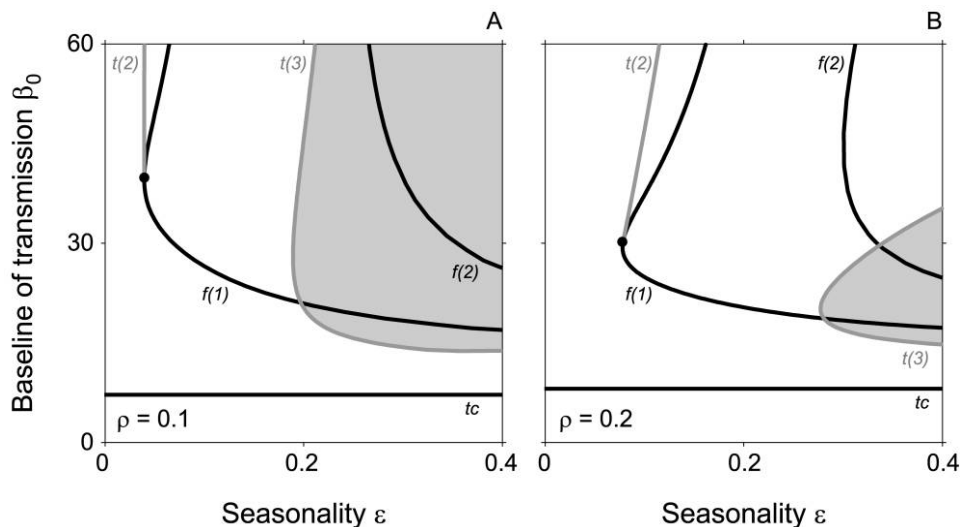 A
B
60
t(2)
t(3)
t(2)
f(2)
30
f(1)
f(2)
f(1)
t(3)
tc
tc
ρ = 0.1
ρ = 0.2
0
0
0.2
0.4
0
0.2
0.4
Baseline of transmission β₀
Seasonality ε
Seasonality ε